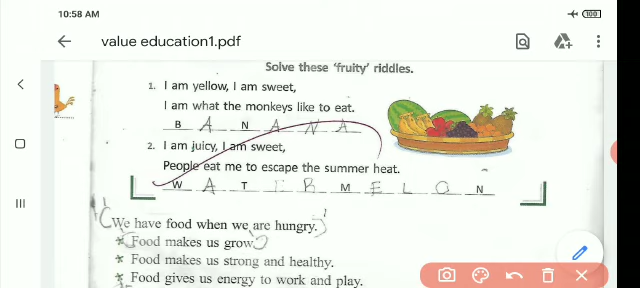 10:58 AM
100
value education1.pdf
Solve these 'fruity' riddles.
1. I am yellow, I am sweet,
I am what the monkeys like to eat.
B A N A N A
2. I am juicy, I am sweet,
People eat me to escape the summer heat.
W A T E R M E L O N
We have food when we are hungry.
* Food makes us grow
* Food makes us strong and healthy.
* Food gives us energy to work and play.